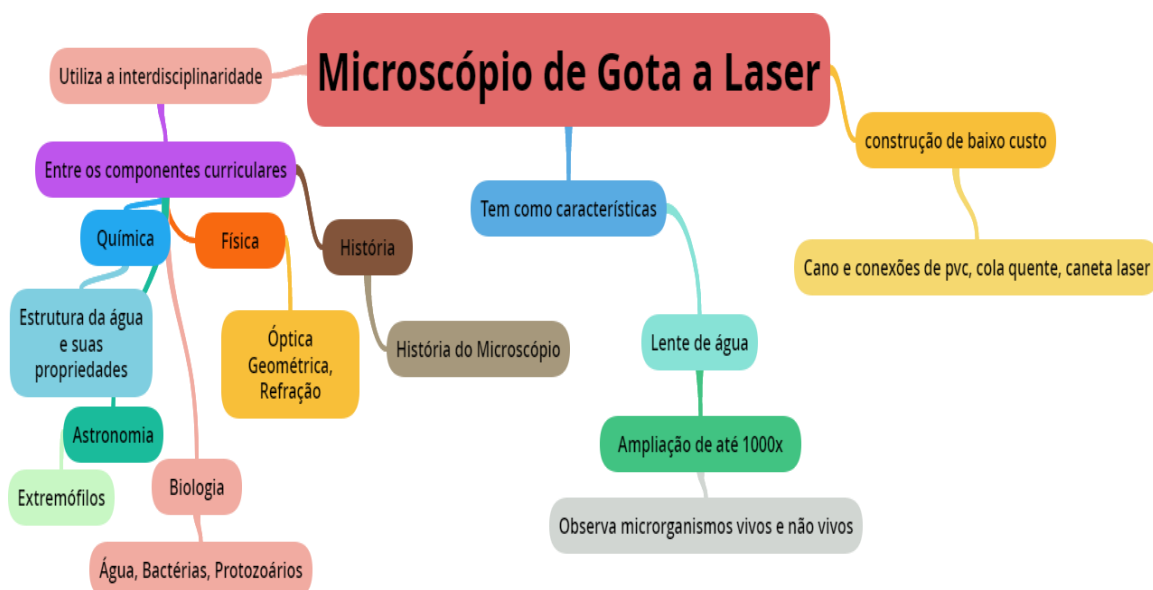 Microscópio de Gota a Laser
Utiliza a interdisciplinaridade
construção de baixo custo
Entre os componentes curriculares
Tem como características
Química
Física
História
Cano e conexões de pvc, cola quente, caneta laser
Estrutura da água
e suas
propriedades
Óptica
Geométrica,
Refração
História do Microscópio
Lente de água
Astronomia
Ampliação de até 1000x
Extremófilos
Biologia
Observa microrganismos vivos e não vivos
Água, Bactérias, Protozoários